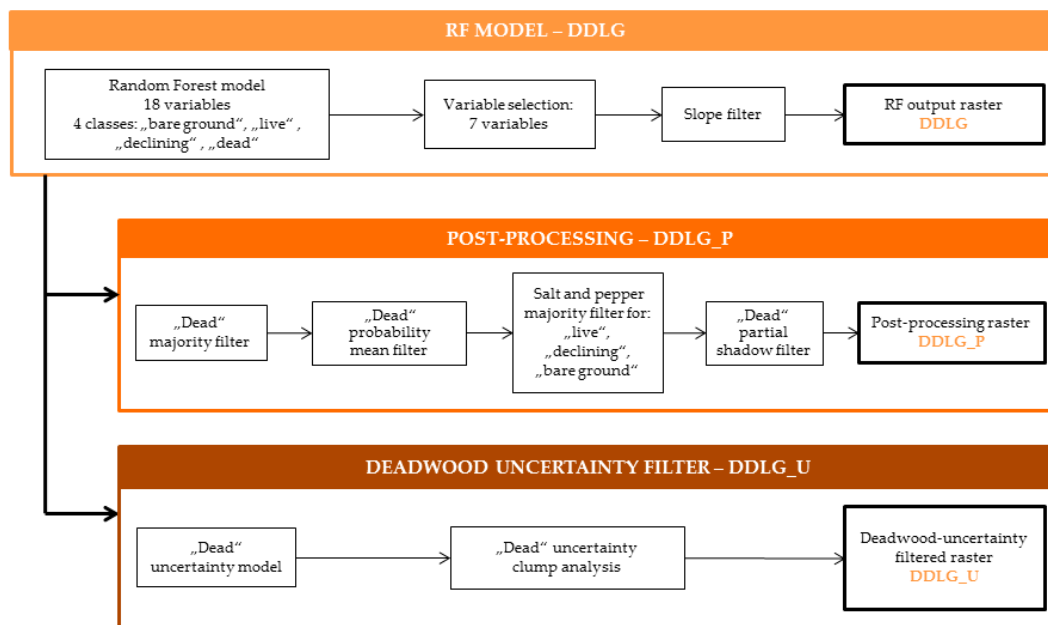 RF MODEL – DDLG
Random Forest model
18 variables
4 classes: „bare ground“, „live“ ,
„declining“ , „dead“
Variable selection:
7 variables
Slope filter
RF output raster
DDLG
POST-PROCESSING – DDLG_P
„Dead“
majority filter
„Dead“
probability
mean filter
Salt and pepper
majority filter for:
„live“,
„declining“,
„bare ground“
„Dead“
partial
shadow filter
Post-processing raster
DDLG_P
DEADWOOD UNCERTAINTY FILTER – DDLG_U
„Dead“
uncertainty model
„Dead“ uncertainty
clump analysis
Deadwood-uncertainty
filtered raster
DDLG_U